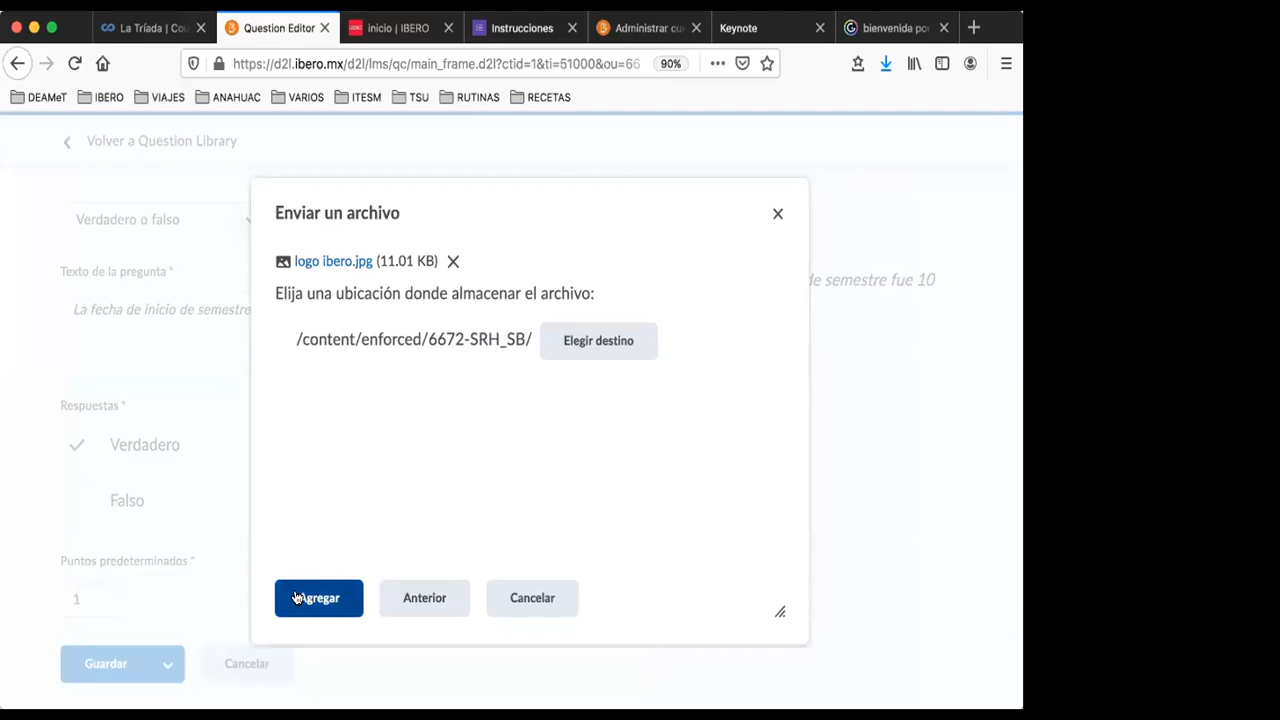 La Tríada | Cou
Question Editor
inicio | IBERO
Instrucciones
Administrar cu
Keynote
bienvenida po
https://d2l.ibero.mx/d2l/lms/qc/main_frame.d2l?ctid=1&ti=51000&ou=66
90%
DEAMeT
IBERO
VIAJES
ANAHUAC
VARIOS
ITESM
TSU
RUTINAS
RECETAS
Volver a Question Library
Verdadero o falso
Texto de la pregunta *
La fecha de inicio de semestre
de semestre fue 10
Respuestas *
Verdadero
Falso
Puntos predeterminados *
1
Guardar
Cancelar
Enviar un archivo
logo ibero.jpg (11.01 KB)
Elija una ubicación donde almacenar el archivo:
/content/enforced/6672-SRH_SB/
Elegir destino
Agregar
Anterior
Cancelar